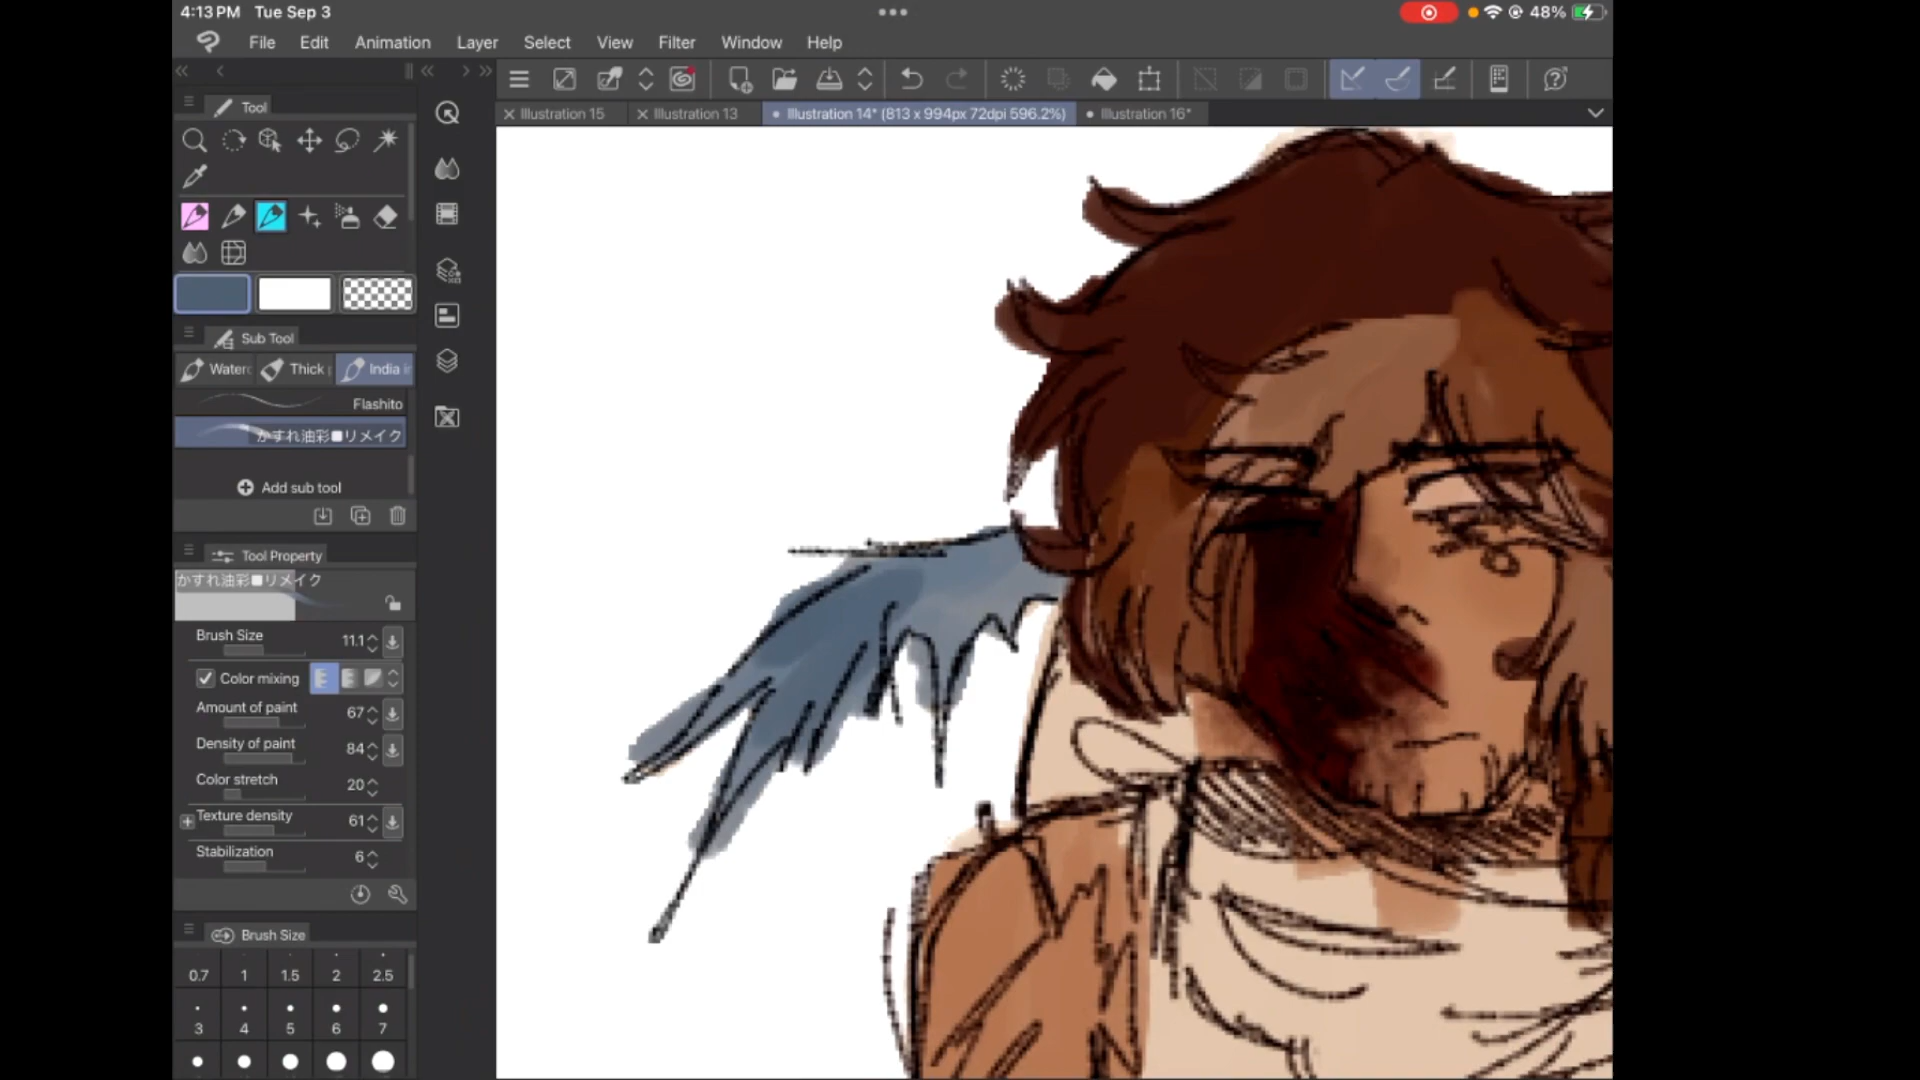 4:13 PM Tue Sep 3
48%
File Edit Animation Layer Select View Filter Window Help
Tool
Illustration 15
Illustration 13
Illustration 14* (813 x 994px 72dpi 596.2%)
Illustration 16*
Sub Tool
Thick
India
Flashito
かすれ油彩■リメイク
Add sub tool
Tool Property
かすれ油彩■リメイク
Brush Size 11.1
Color mixing
Amount of paint 67
Density of paint 84
Color stretch 20
Texture density 61
Stabilization 6
Brush Size
0.7 1 1.5 2 2.5
3 4 5 6 7